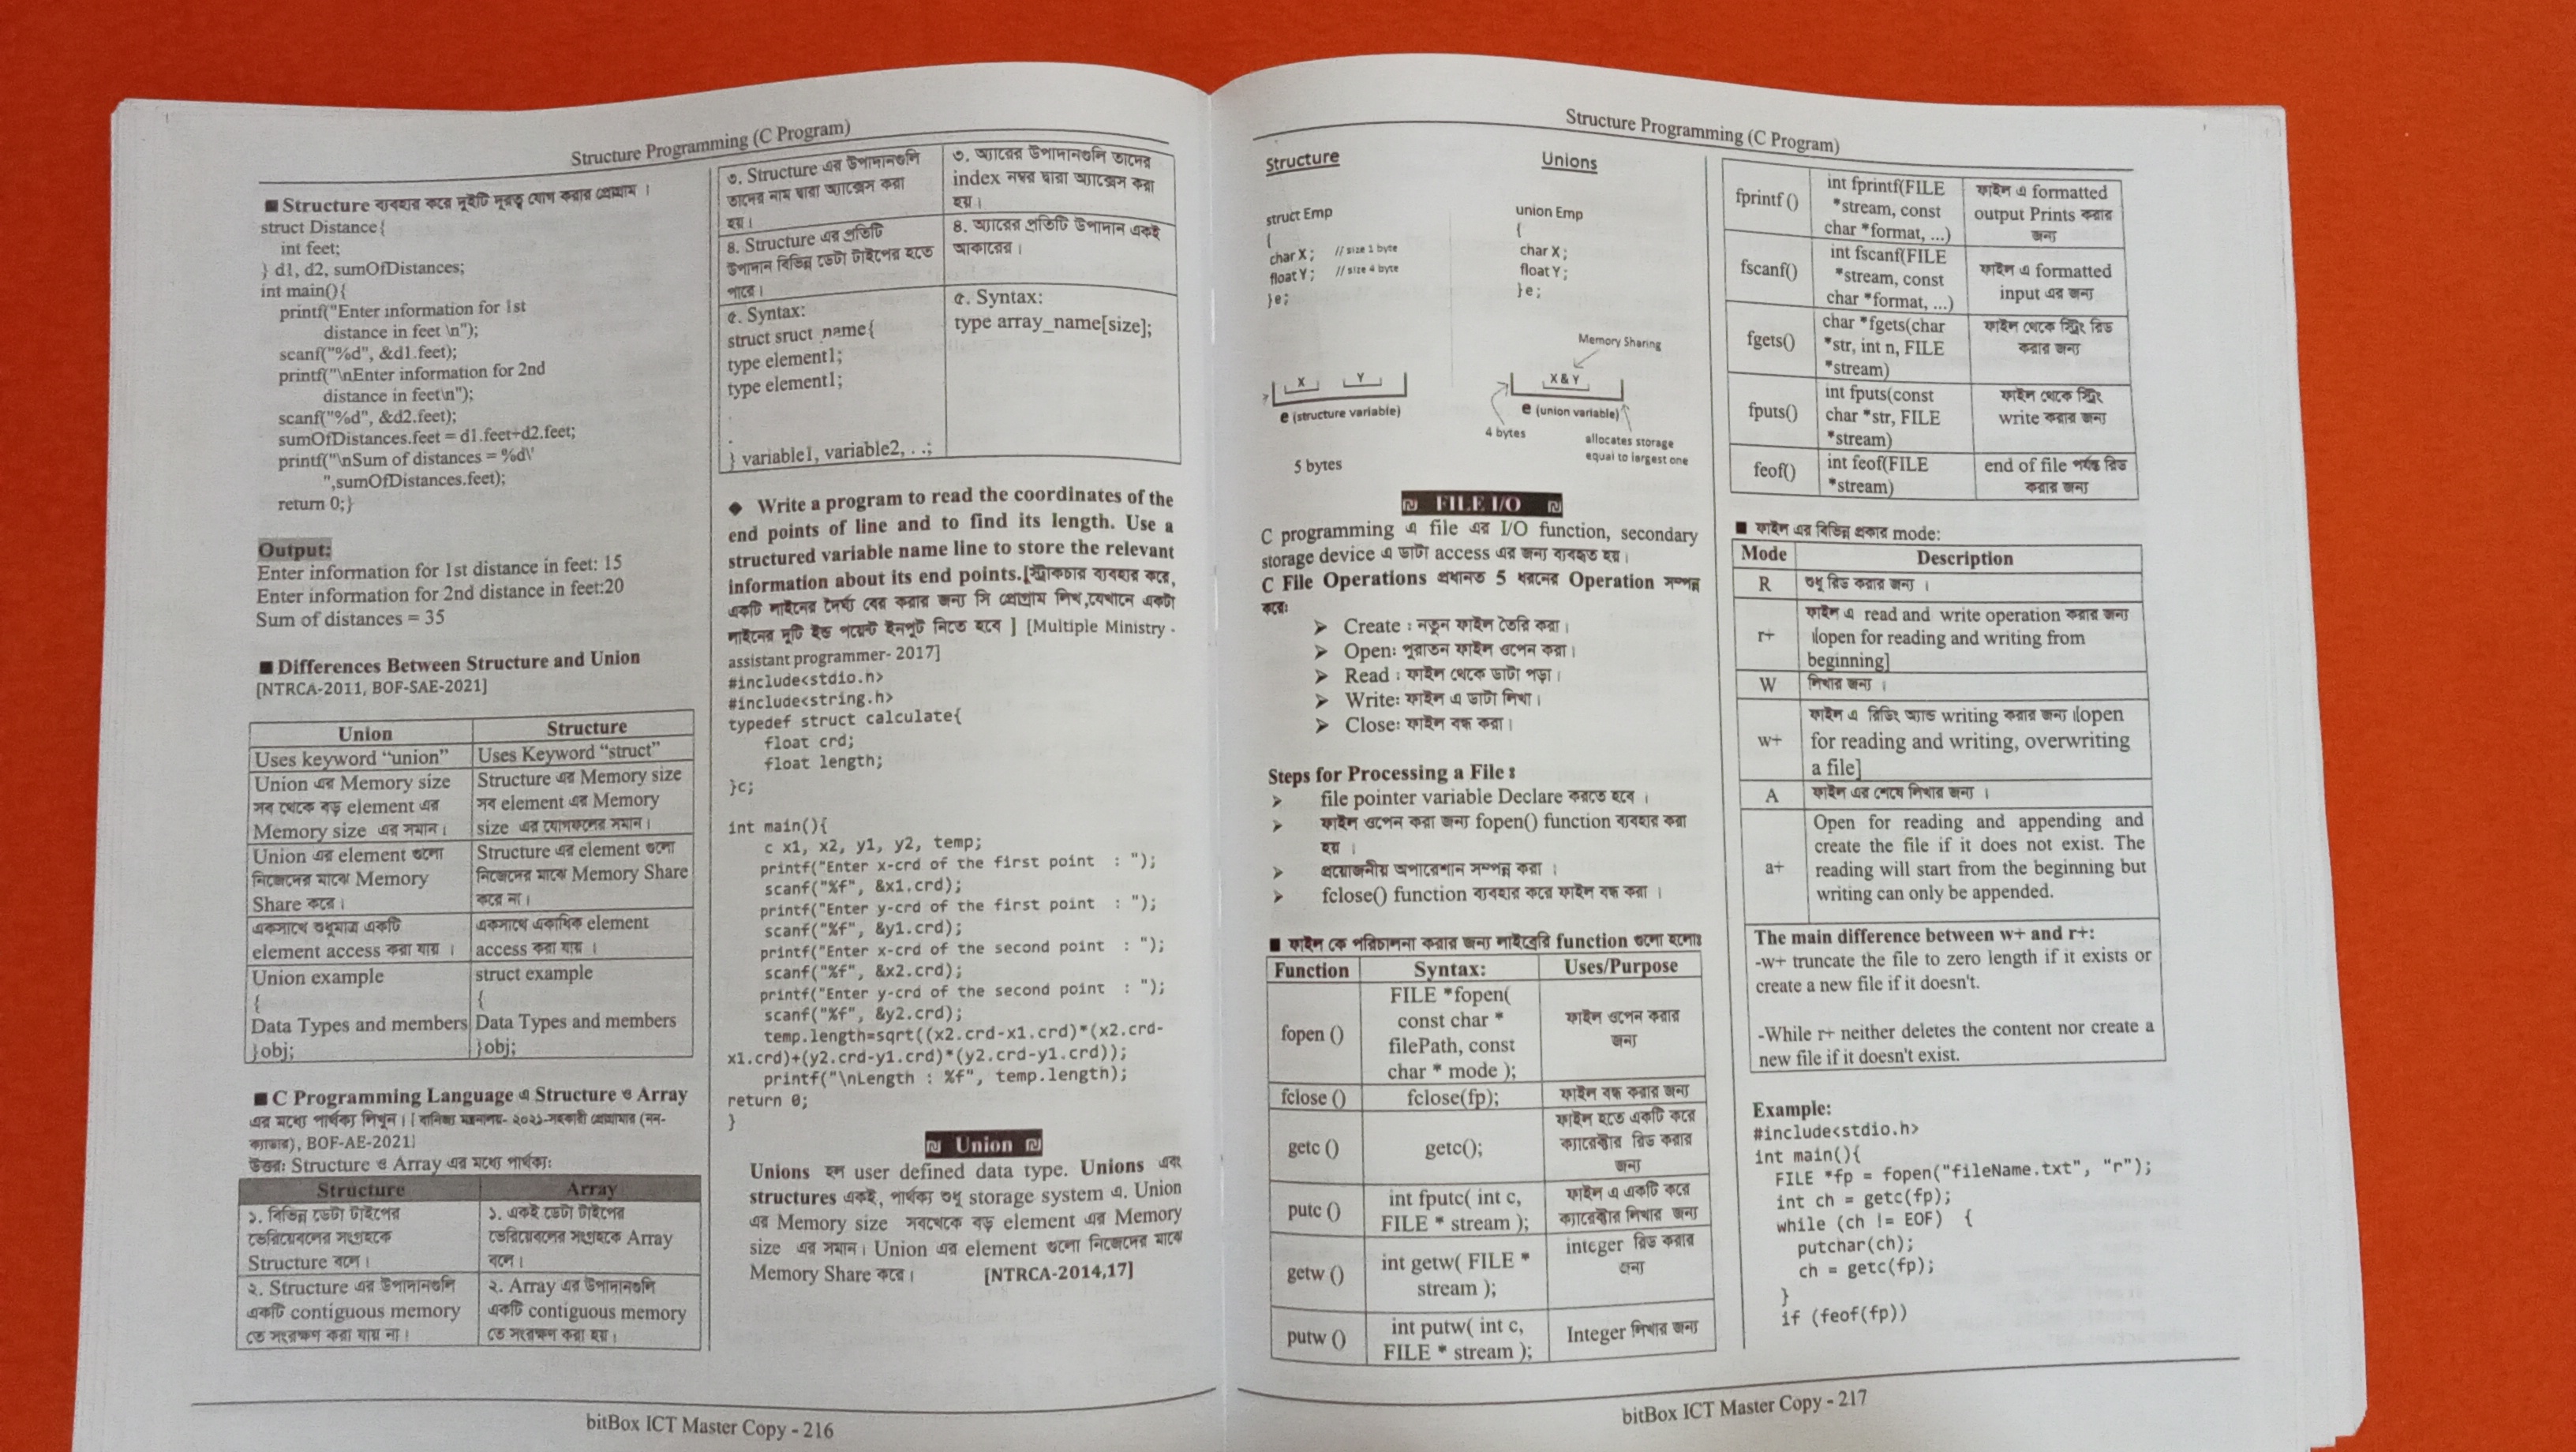 Structure Programming (C Program)
■ Structure ব্যবহার করে দুইটি দূরত্ব যোগ করার প্রোগ্রাম ।
struct Distance{
int feet;
} d1, d2, sumOfDistances;
int main(){
printf("Enter information for 1st
distance in feet \n");
scanf("%d", &d1.feet);
printf("\nEnter information for 2nd
distance in feet\n");
scanf("%d", &d2.feet);
sumOfDistances.feet = d1.feet+d2.feet;
printf("\nSum of distances = %d\'
",sumOfDistances.feet);
return 0;}
Output:
Enter information for 1st distance in feet: 15
Enter information for 2nd distance in feet:20
Sum of distances = 35
■ Differences Between Structure and Union
[NTRCA-2011, BOF-SAE-2021]
Union Structure
Uses keyword “union” Uses Keyword “struct”
Union এর Memory size Structure এর Memory size
সব থেকে বড় element এর সব element এর Memory
Memory size এর সমান। size এর যোগফলের সমান।
Union এর element গুলো Structure এর element গুলো
নিজেদের মাঝে Memory নিজেদের মাঝে Memory Share
Share করে। করে না।
একসাথে শুধুমাত্র একটি একসাথে একাধিক element
element access করা যায় । access করা যায় ।
Union example struct example
{ {
Data Types and members Data Types and members
}obj; }obj;
■ C Programming Language এ Structure ও Array
এর মধ্যে পার্থক্য লিখুন। [ বানিজ্য মন্ত্রনালয়- ২০২১-সহকারী প্রোগ্রামার (নন-
ক্যাডার), BOF-AE-2021]
উত্তর: Structure ও Array এর মধ্যে পার্থক্য:
Structure Array
১. বিভিন্ন ডেটা টাইপের ১. একই ডেটা টাইপের
ভেরিয়েবলের সংগ্রহকে ভেরিয়েবলের সংগ্রহকে Array
Structure বলে। বলে।
২. Structure এর উপাদানগুলি ২. Array এর উপাদানগুলি
একটি contiguous memory একটি contiguous memory
তে সংরক্ষণ করা যায় না। তে সংরক্ষণ করা হয়।
৩. Structure এর উপাদানগুলি ৩. অ্যারের উপাদানগুলি তাদের
তাদের নাম দ্বারা অ্যাক্সেস করা index নম্বর দ্বারা অ্যাক্সেস করা
হয়। হয়।
৪. Structure এর প্রতিটি ৪. অ্যারের প্রতিটি উপাদান একই
উপাদান বিভিন্ন ডেটা টাইপের হতে আকারের।
পারে।
৫. Syntax: ৫. Syntax:
struct sruct_name{ type array_name[size];
type element1;
type element1;
.
.
} variable1, variable2, . .;
◆ Write a program to read the coordinates of the
end points of line and to find its length. Use a
structured variable name line to store the relevant
information about its end points.[স্ট্রাকচার ব্যবহার করে,
একটি লাইনের দৈর্ঘ্য বের করার জন্য সি প্রোগ্রাম লিখ,যেখানে একটা
লাইনের দুটি ইন্ড পয়েন্ট ইনপুট নিতে হবে ] [Multiple Ministry -
assistant programmer- 2017]
#include<stdio.h>
#include<string.h>
typedef struct calculate{
float crd;
float length;
}c;
int main(){
c x1, x2, y1, y2, temp;
printf("Enter x-crd of the first point : ");
scanf("%f", &x1.crd);
printf("Enter y-crd of the first point : ");
scanf("%f", &y1.crd);
printf("Enter x-crd of the second point : ");
scanf("%f", &x2.crd);
printf("Enter y-crd of the second point : ");
scanf("%f", &y2.crd);
temp.length=sqrt((x2.crd-x1.crd)*(x2.crd-
x1.crd)+(y2.crd-y1.crd)*(y2.crd-y1.crd));
printf("\nLength : %f", temp.length);
return 0;
}
Union
Unions হল user defined data type. Unions এবং
structures একই, পার্থক্য শুধু storage system এ. Union
এর Memory size সবথেকে বড় element এর Memory
size এর সমান। Union এর element গুলো নিজেদের মাঝে
Memory Share করে। [NTRCA-2014,17]
bitBox ICT Master Copy - 216
Structure Programming (C Program)
Structure Unions
struct Emp union Emp
{ {
char X; // size 1 byte char X;
float Y; // size 4 byte float Y;
}e; }e;
Memory Sharing
X Y X & Y
e (structure variable) e (union variable)
4 bytes allocates storage
equal to largest one
5 bytes
FILE I/O
C programming এ file এর I/O function, secondary
storage device এ ডাটা access এর জন্য ব্যবহৃত হয়।
C File Operations প্রধানত 5 ধরনের Operation সম্পন্ন
করে:
➢ Create : নতুন ফাইল তৈরি করা।
➢ Open: পুরাতন ফাইল ওপেন করা।
➢ Read : ফাইল থেকে ডাটা পড়া।
➢ Write: ফাইল এ ডাটা লিখা।
➢ Close: ফাইল বন্ধ করা।
Steps for Processing a File :
➢ file pointer variable Declare করতে হবে ।
➢ ফাইল ওপেন করা জন্য fopen() function ব্যবহার করা
হয় ।
➢ প্রয়োজনীয় অপারেশান সম্পন্ন করা ।
➢ fclose() function ব্যবহার করে ফাইল বন্ধ করা ।
■ ফাইল কে পরিচালনা করার জন্য লাইব্রেরি function গুলো হলো:
Function Syntax: Uses/Purpose
fopen () FILE *fopen(
const char *
filePath, const
char * mode ); ফাইল ওপেন করার
জন্য
fclose () fclose(fp); ফাইল বন্ধ করার জন্য
getc () getc(); ফাইল হতে একটি করে
ক্যারেক্টার রিড করার
জন্য
putc () int fputc( int c,
FILE * stream ); ফাইল এ একটি করে
ক্যারেক্টার লিখার জন্য
getw () int getw( FILE *
stream ); integer রিড করার
জন্য
putw () int putw( int c,
FILE * stream ); Integer লিখার জন্য
fprintf () int fprintf(FILE
*stream, const
char *format, ...) ফাইল এ formatted
output Prints করার
জন্য
fscanf() int fscanf(FILE
*stream, const
char *format, ...) ফাইল এ formatted
input এর জন্য
fgets() char *fgets(char
*str, int n, FILE
*stream) ফাইল থেকে স্ট্রিং রিড
করার জন্য
fputs() int fputs(const
char *str, FILE
*stream) ফাইল থেকে স্ট্রিং
write করার জন্য
feof() int feof(FILE
*stream) end of file পর্যন্ত রিড
করার জন্য
■ ফাইল এর বিভিন্ন প্রকার mode:
Mode Description
R শুধু রিড করার জন্য ।
r+ ফাইল এ read and write operation করার জন্য
।[open for reading and writing from
beginning]
W লিখার জন্য ।
w+ ফাইল এ রিডিং অ্যান্ড writing করার জন্য ।[open
for reading and writing, overwriting
a file]
A ফাইল এর শেষে লিখার জন্য ।
a+ Open for reading and appending and
create the file if it does not exist. The
reading will start from the beginning but
writing can only be appended.
The main difference between w+ and r+:
-w+ truncate the file to zero length if it exists or
create a new file if it doesn't.
-While r+ neither deletes the content nor create a
new file if it doesn't exist.
Example:
#include<stdio.h>
int main(){
FILE *fp = fopen("fileName.txt", "r");
int ch = getc(fp);
while (ch != EOF) {
putchar(ch);
ch = getc(fp);
}
if (feof(fp))
bitBox ICT Master Copy - 217